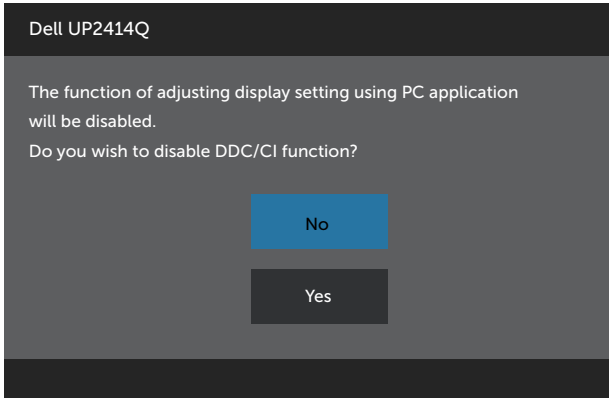 Dell UP2414Q
The function of adjusting display setting using PC application
will be disabled.
Do you wish to disable DDC/CI function?
No
Yes